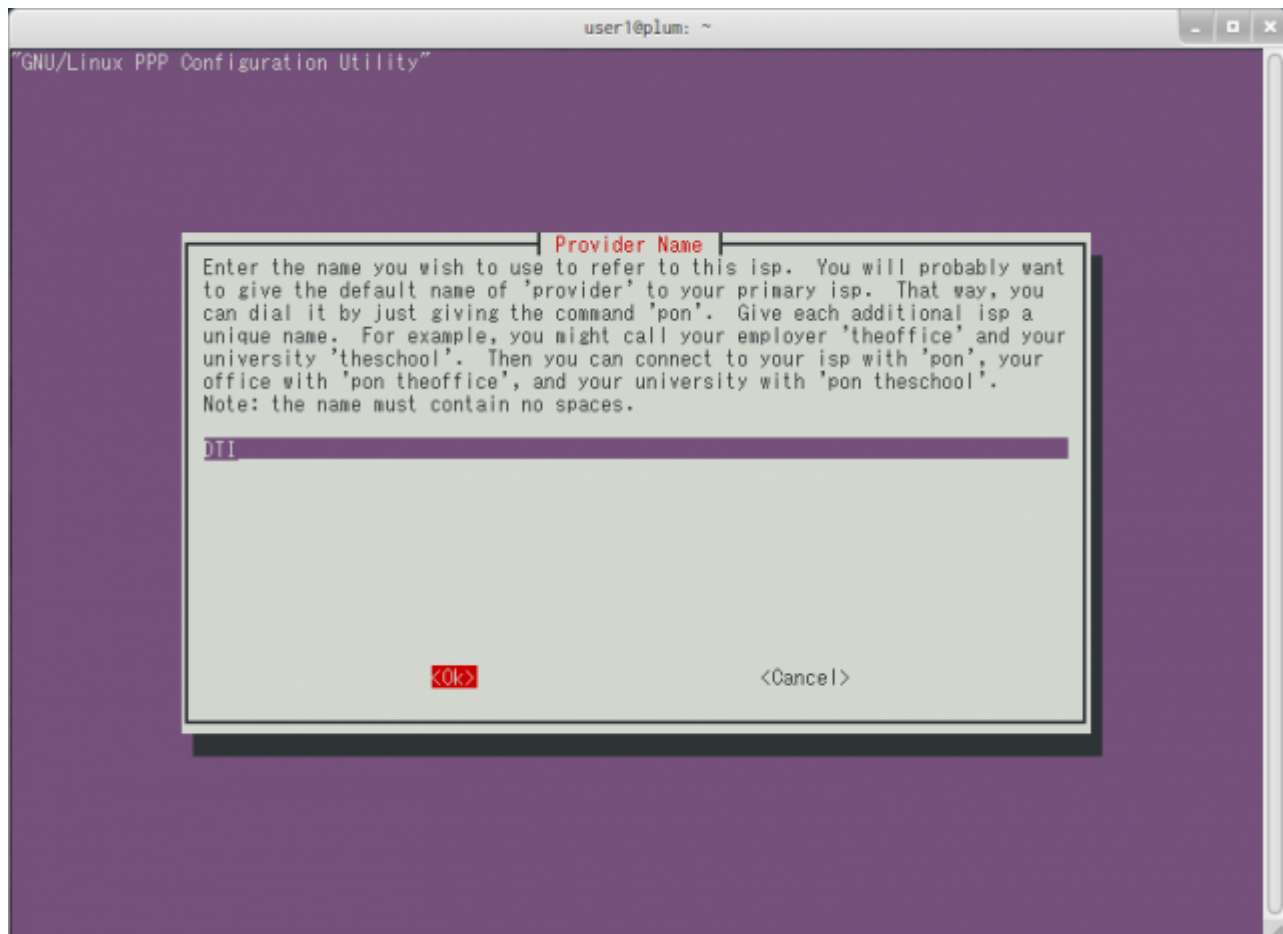 user1@plum: ~
"GNU/Linux PPP Configuration Utility"
Provider Name
Enter the name you wish to use to refer to this isp.  You will probably want
to give the default name of 'provider' to your primary isp.  That way, you
can dial it by just giving the command 'pon'.  Give each additional isp a
unique name.  For example, you might call your employer 'theoffice' and your
university 'theschool'.  Then you can connect to your isp with 'pon', your
office with 'pon theoffice', and your university with 'pon theschool'.
Note: the name must contain no spaces.
DTI
<Ok> <Cancel>